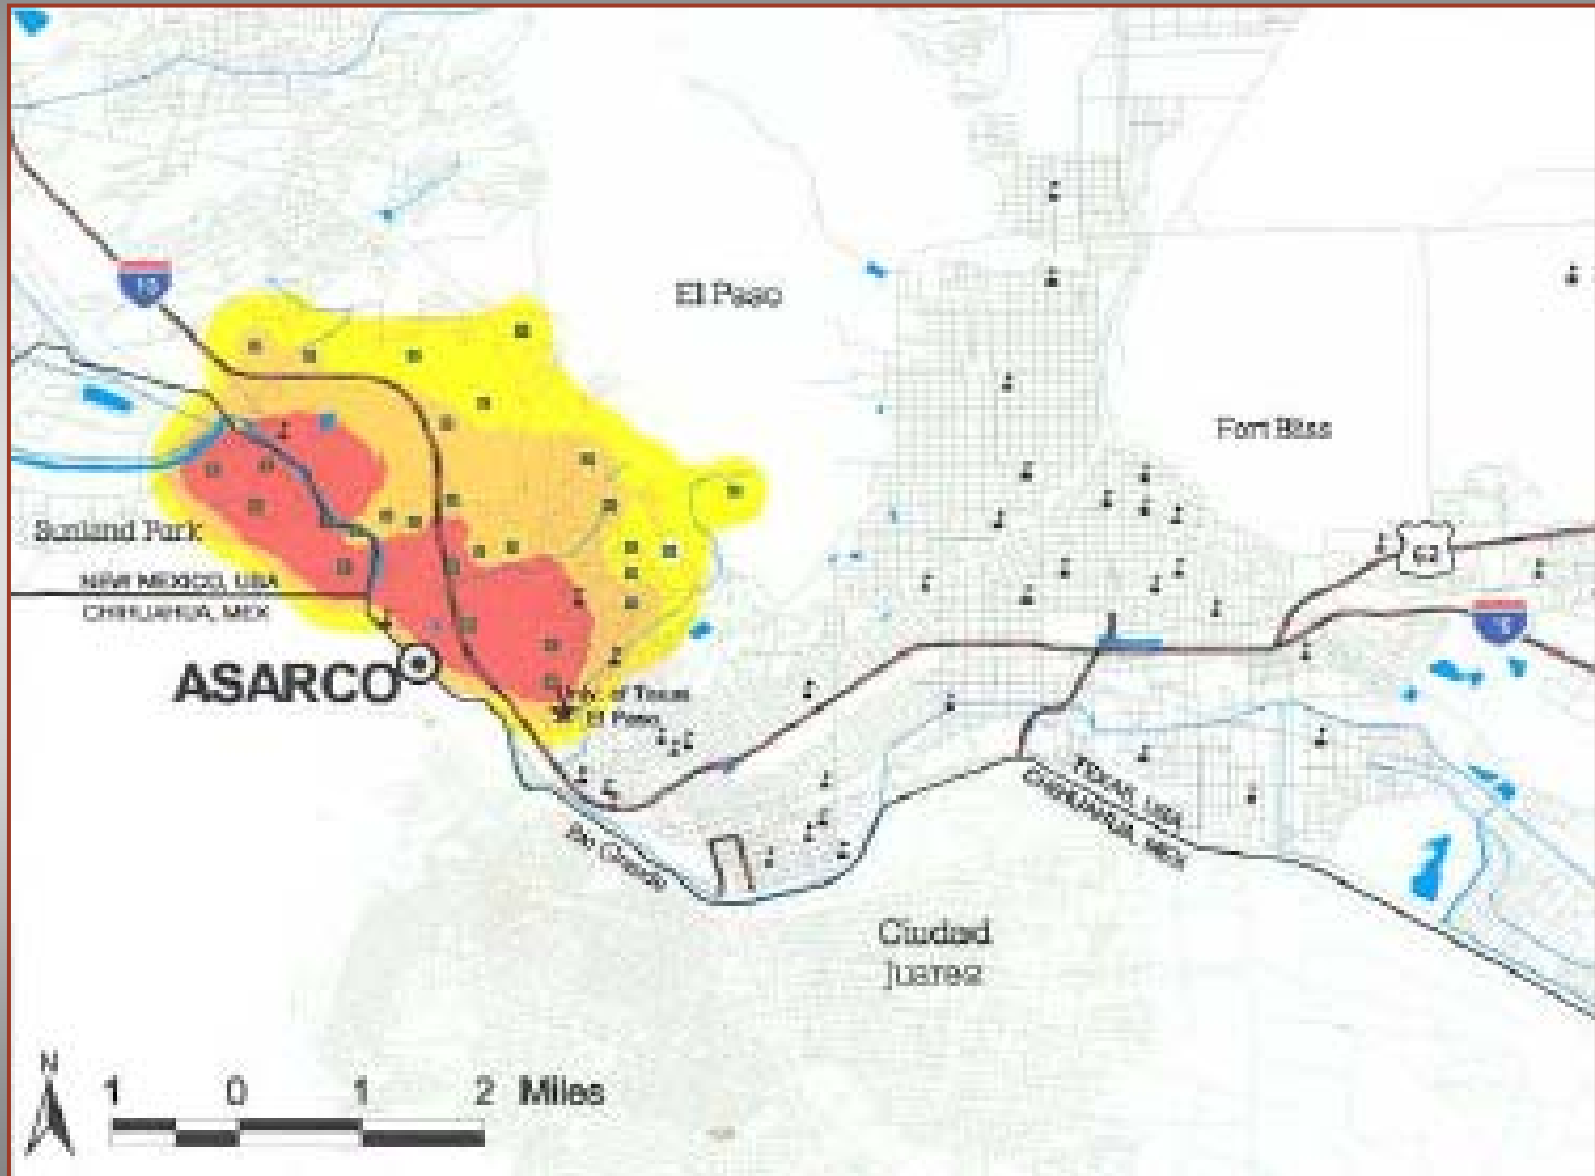 10
El Paso
Fort Bliss
Sunland Park
62
NEW MEXICO, USA
CHIHUAHUA, MEX
ASARCO
Univ. of Texas
El Paso
TEXAS, USA
CHIHUAHUA, MEX
Rio Grande
Ciudad
Juarez
N
1 0 1 2 Miles